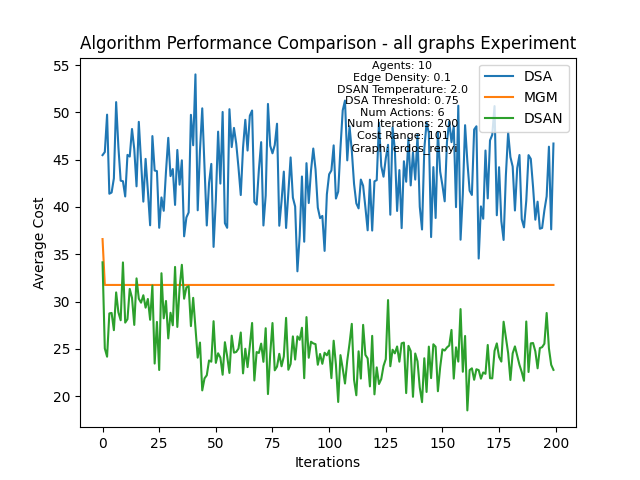 Algorithm Performance Comparison - all graphs Experiment
Agents: 10
Edge Density: 0.1
DSAN Temperature: 2.0
DSA Threshold: 0.75
Num Actions: 6
Num Iterations: 200
Cost Range: 101
Graph: erdos_renyi
DSA
MGM
DSAN
55
50
45
40
35
30
25
20
Average Cost
0 25 50 75 100 125 150 175 200
Iterations